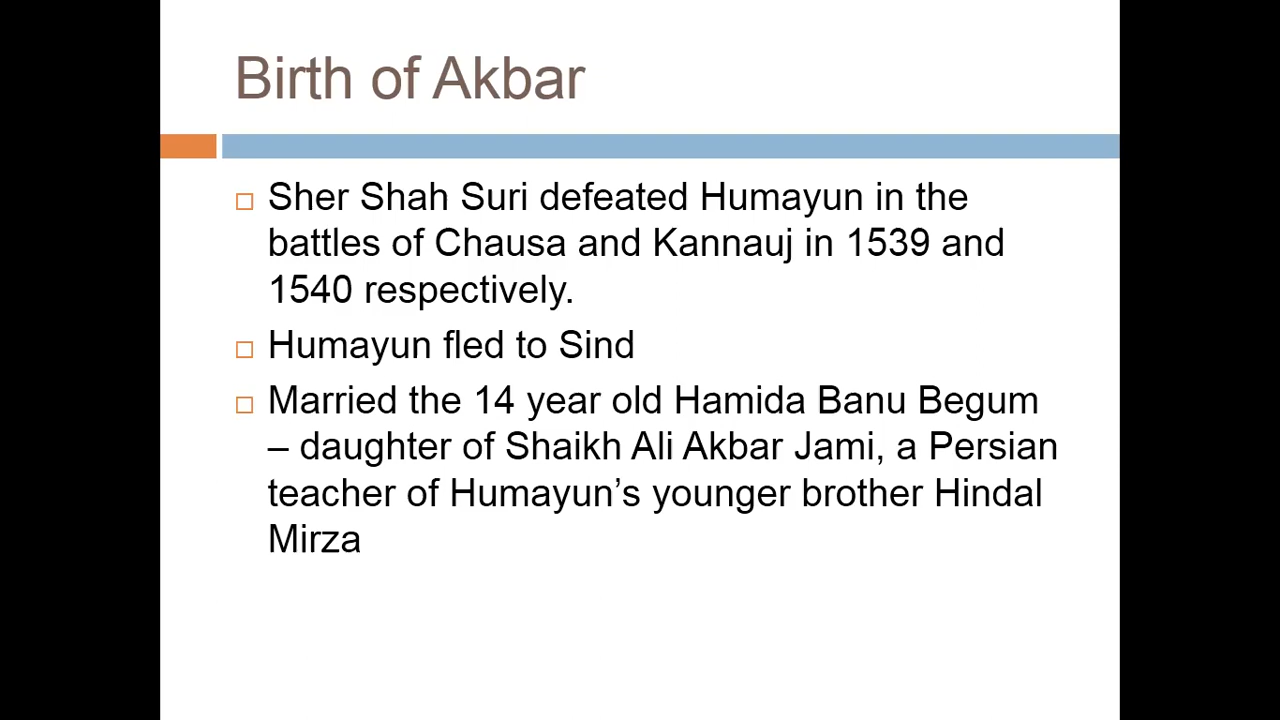 Birth of Akbar
Sher Shah Suri defeated Humayun in the
battles of Chausa and Kannauj in 1539 and
1540 respectively.
Humayun fled to Sind
Married the 14 year old Hamida Banu Begum
– daughter of Shaikh Ali Akbar Jami, a Persian
teacher of Humayun’s younger brother Hindal
Mirza